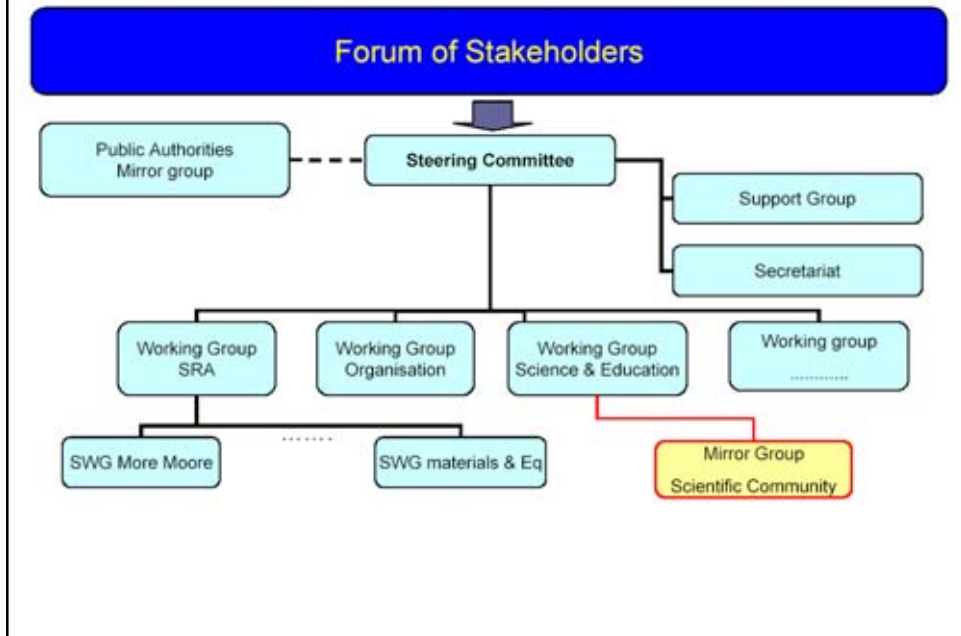 Forum of Stakeholders
Public Authorities
Mirror group
Steering Committee
Support Group
Secretariat
Working Group
SRA
Working Group
Organisation
Working Group
Science & Education
Working group
............
.......
SWG More Moore
SWG materials & Eq
Mirror Group
Scientific Community